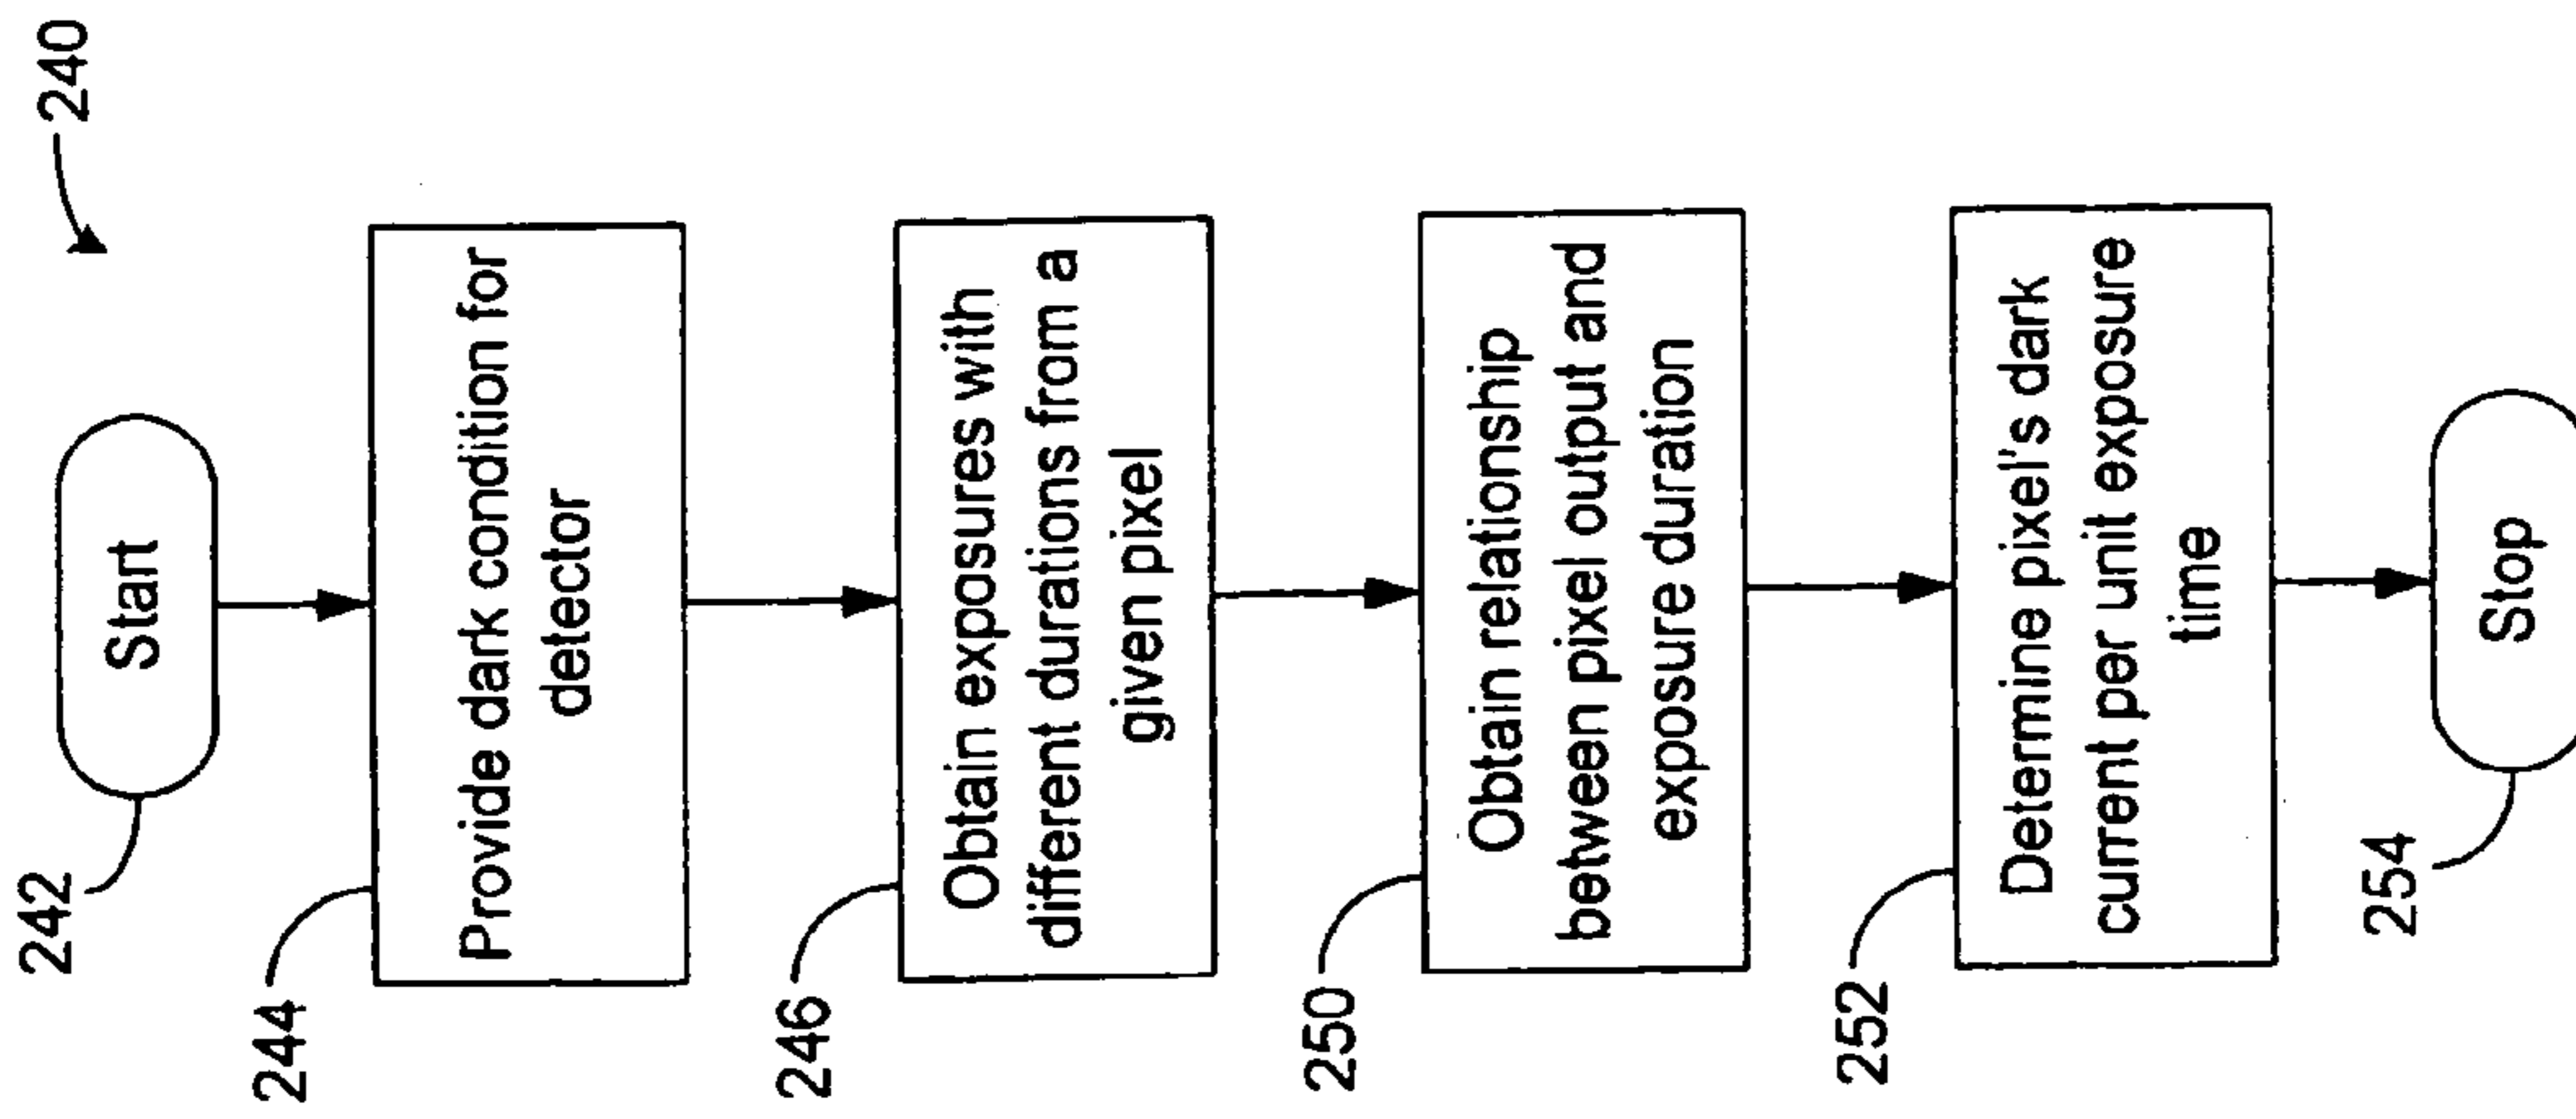 240
242
Start
244
Provide dark condition for
detector
246
Obtain exposures with
different durations from a
given pixel
250
Obtain relationship
between pixel output and
exposure duration
252
Determine pixel's dark
current per unit exposure
time
254
Stop